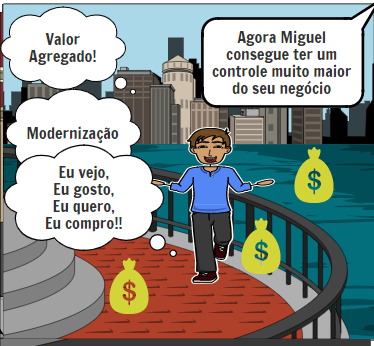 Valor
Agregado!
Agora Miguel
consegue ter um
controle muito maior
do seu negócio
Modernização
Eu vejo,
Eu gosto,
Eu quero,
Eu compro!!
$
$
$